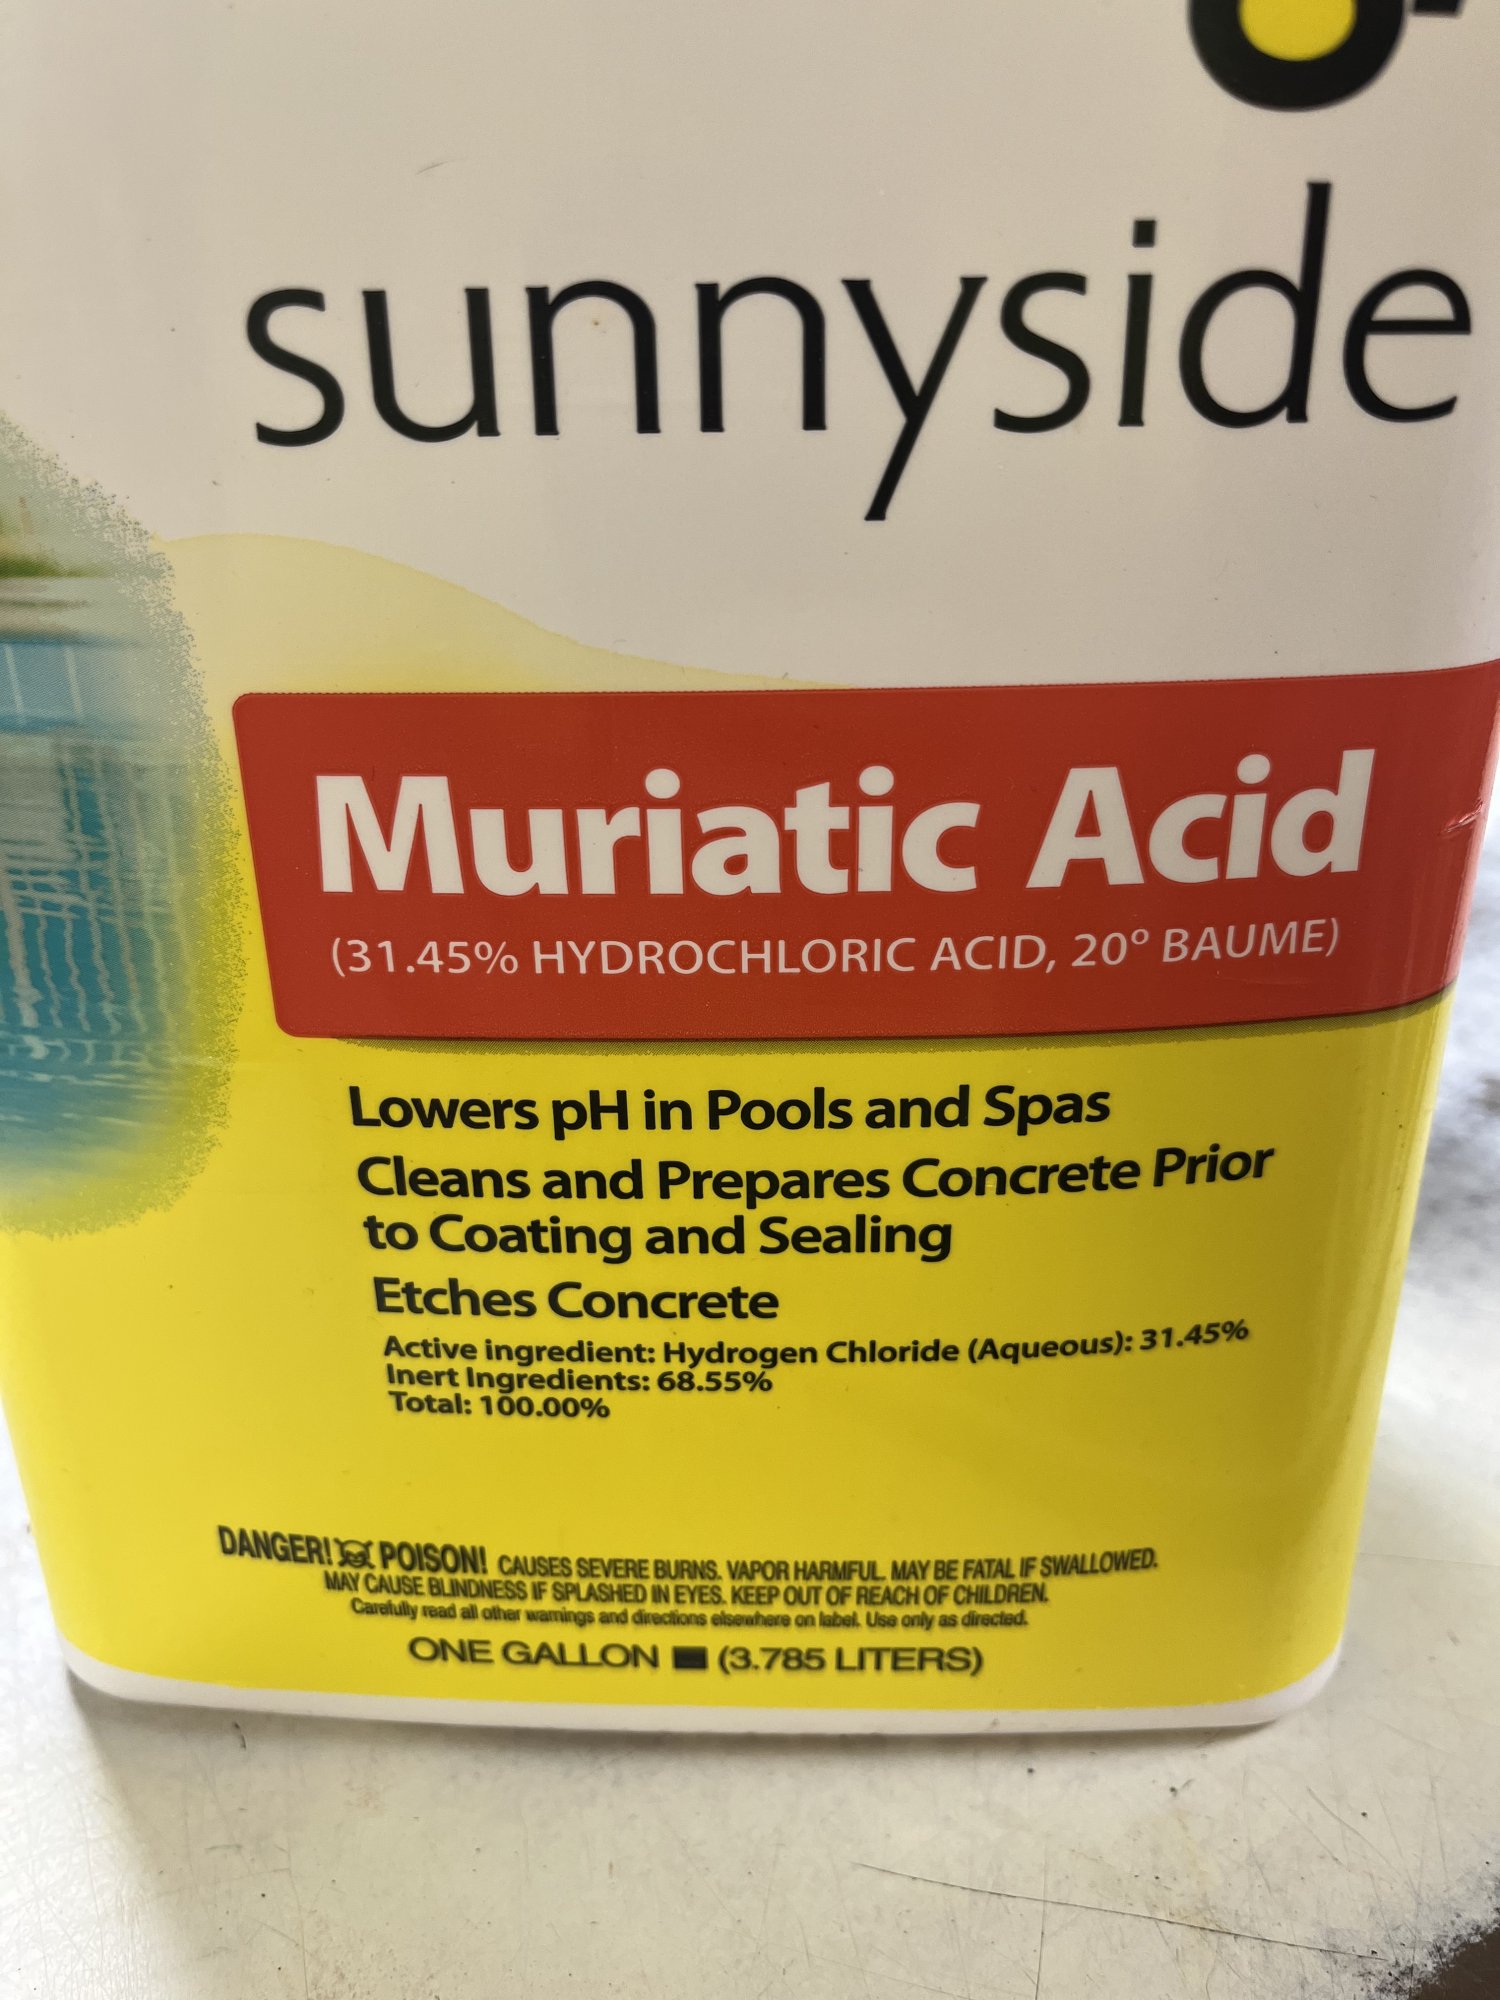 sunnyside
Muriatic Acid
(31.45% HYDROCHLORIC ACID, 20º BAUME)
Lowers pH in Pools and Spas
Cleans and Prepares Concrete Prior
to Coating and Sealing
Etches Concrete
Active ingredient: Hydrogen Chloride (Aqueous): 31.45%
Inert Ingredients: 68.55%
Total: 100.00%
DANGER! POISON! CAUSES SEVERE BURNS. VAPOR HARMFUL. MAY BE FATAL IF SWALLOWED.
MAY CAUSE BLINDNESS IF SPLASHED IN EYES. KEEP OUT OF REACH OF CHILDREN.
Carefully read all other warnings and directions elsewhere on label. Use only as directed.
ONE GALLON ■ (3.785 LITERS)